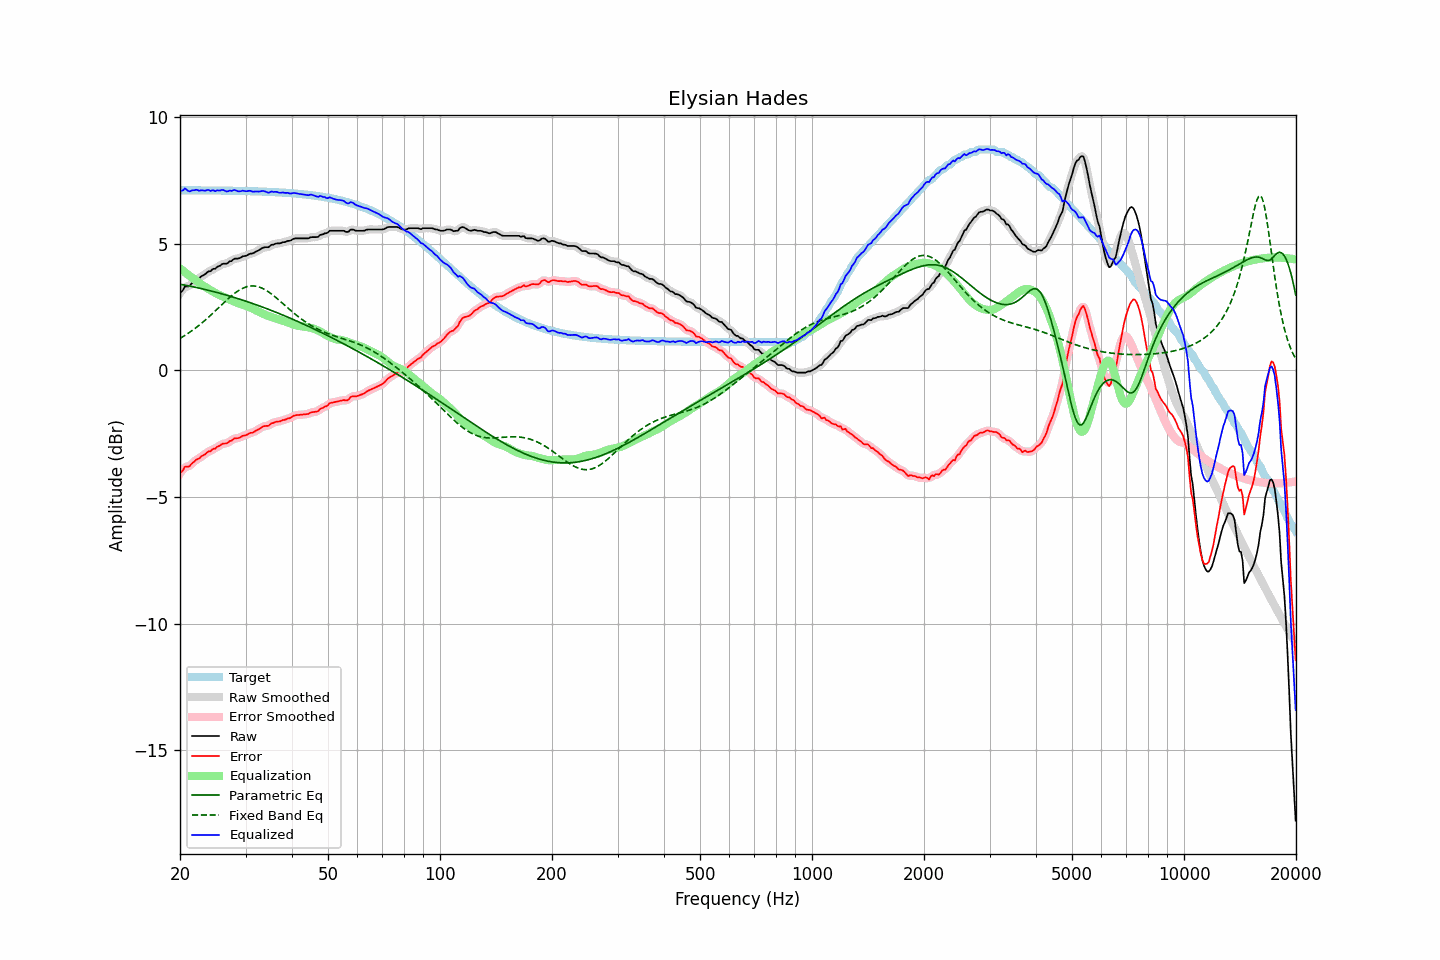 Elysian Hades
10
5
0
−5
−10
−15
Amplitude (dBr)
Target
Raw Smoothed
Error Smoothed
Raw
Error
Equalization
Parametric Eq
Fixed Band Eq
Equalized
20 50 100 200 500 1000 2000 5000 10000 20000
Frequency (Hz)